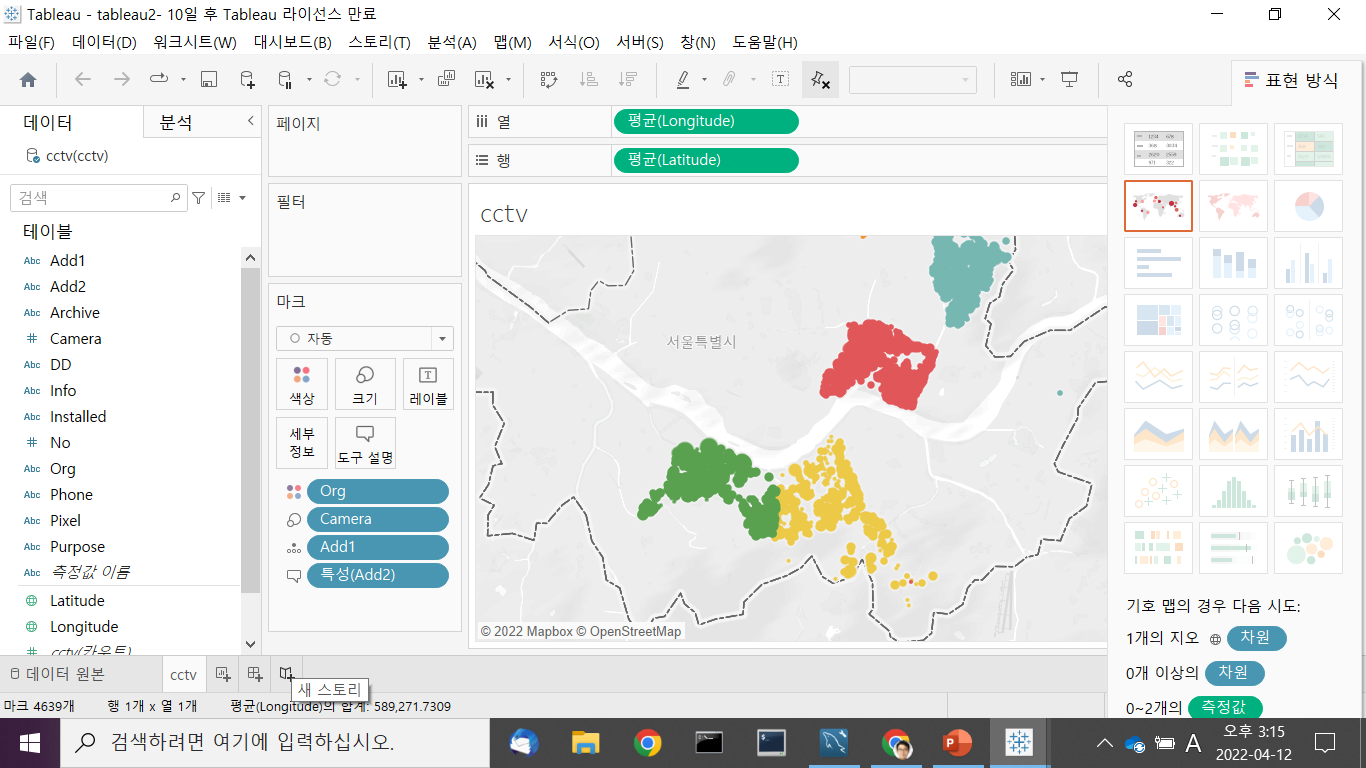 Tableau - tableau2- 10일 후 Tableau 라이선스 만료
파일(F) 데이터(D) 워크시트(W) 대시보드(B) 스토리(T) 분석(A) 맵(M) 서식(O) 서버(S) 창(N) 도움말(H)
표현 방식
데이터 분석
cctv(cctv)
검색
테이블
Abc Add1
Abc Add2
Abc Archive
# Camera
Abc DD
Abc Info
Abc Installed
# No
Abc Org
Abc Phone
Abc Pixel
Abc Purpose
Abc 측정값 이름
Latitude
Longitude
# cctv(카운트)
페이지
필터
마크
자동
색상 크기 레이블
세부 정보 도구 설명
Org
Camera
Add1
특성(Add2)
열 평균(Longitude)
행 평균(Latitude)
cctv
서울특별시
© 2022 Mapbox © OpenStreetMap
기호 맵의 경우 다음 시도:
1개의 지오 차원
0개 이상의 차원
0~2개의 측정값
데이터 원본 cctv
새 스토리
마크 4639개 행 1개 x 열 1개 평균(Longitude)의 합계: 589,271.7309
검색하려면 여기에 입력하십시오.
A
오후 3:15
2022-04-12